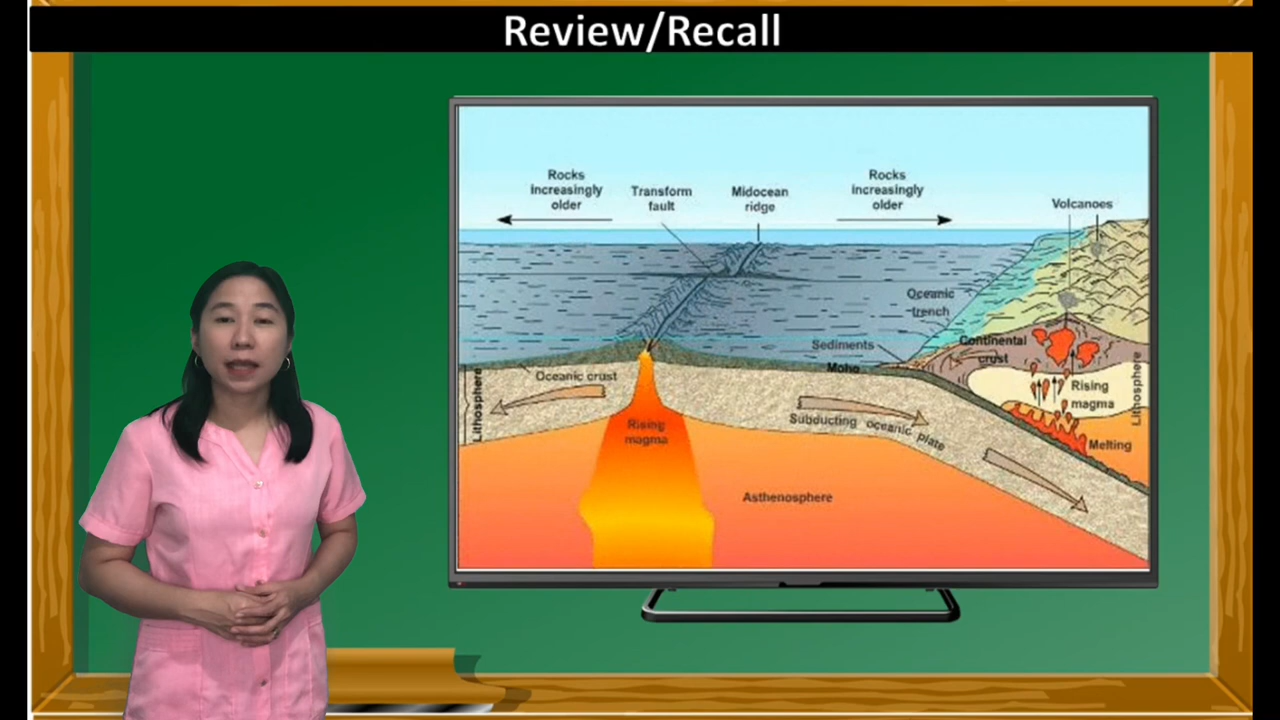 Review/Recall
Rocks
increasingly
older
Transform
fault
Midocean
ridge
Rocks
increasingly
older
Volcanoes
Oceanic
trench
Sediments
Continental
crust
Moho
Oceanic crust
Lithosphere
Rising
magma
Subducting oceanic plate
Rising
magma
Lithosphere
Melting
Asthenosphere